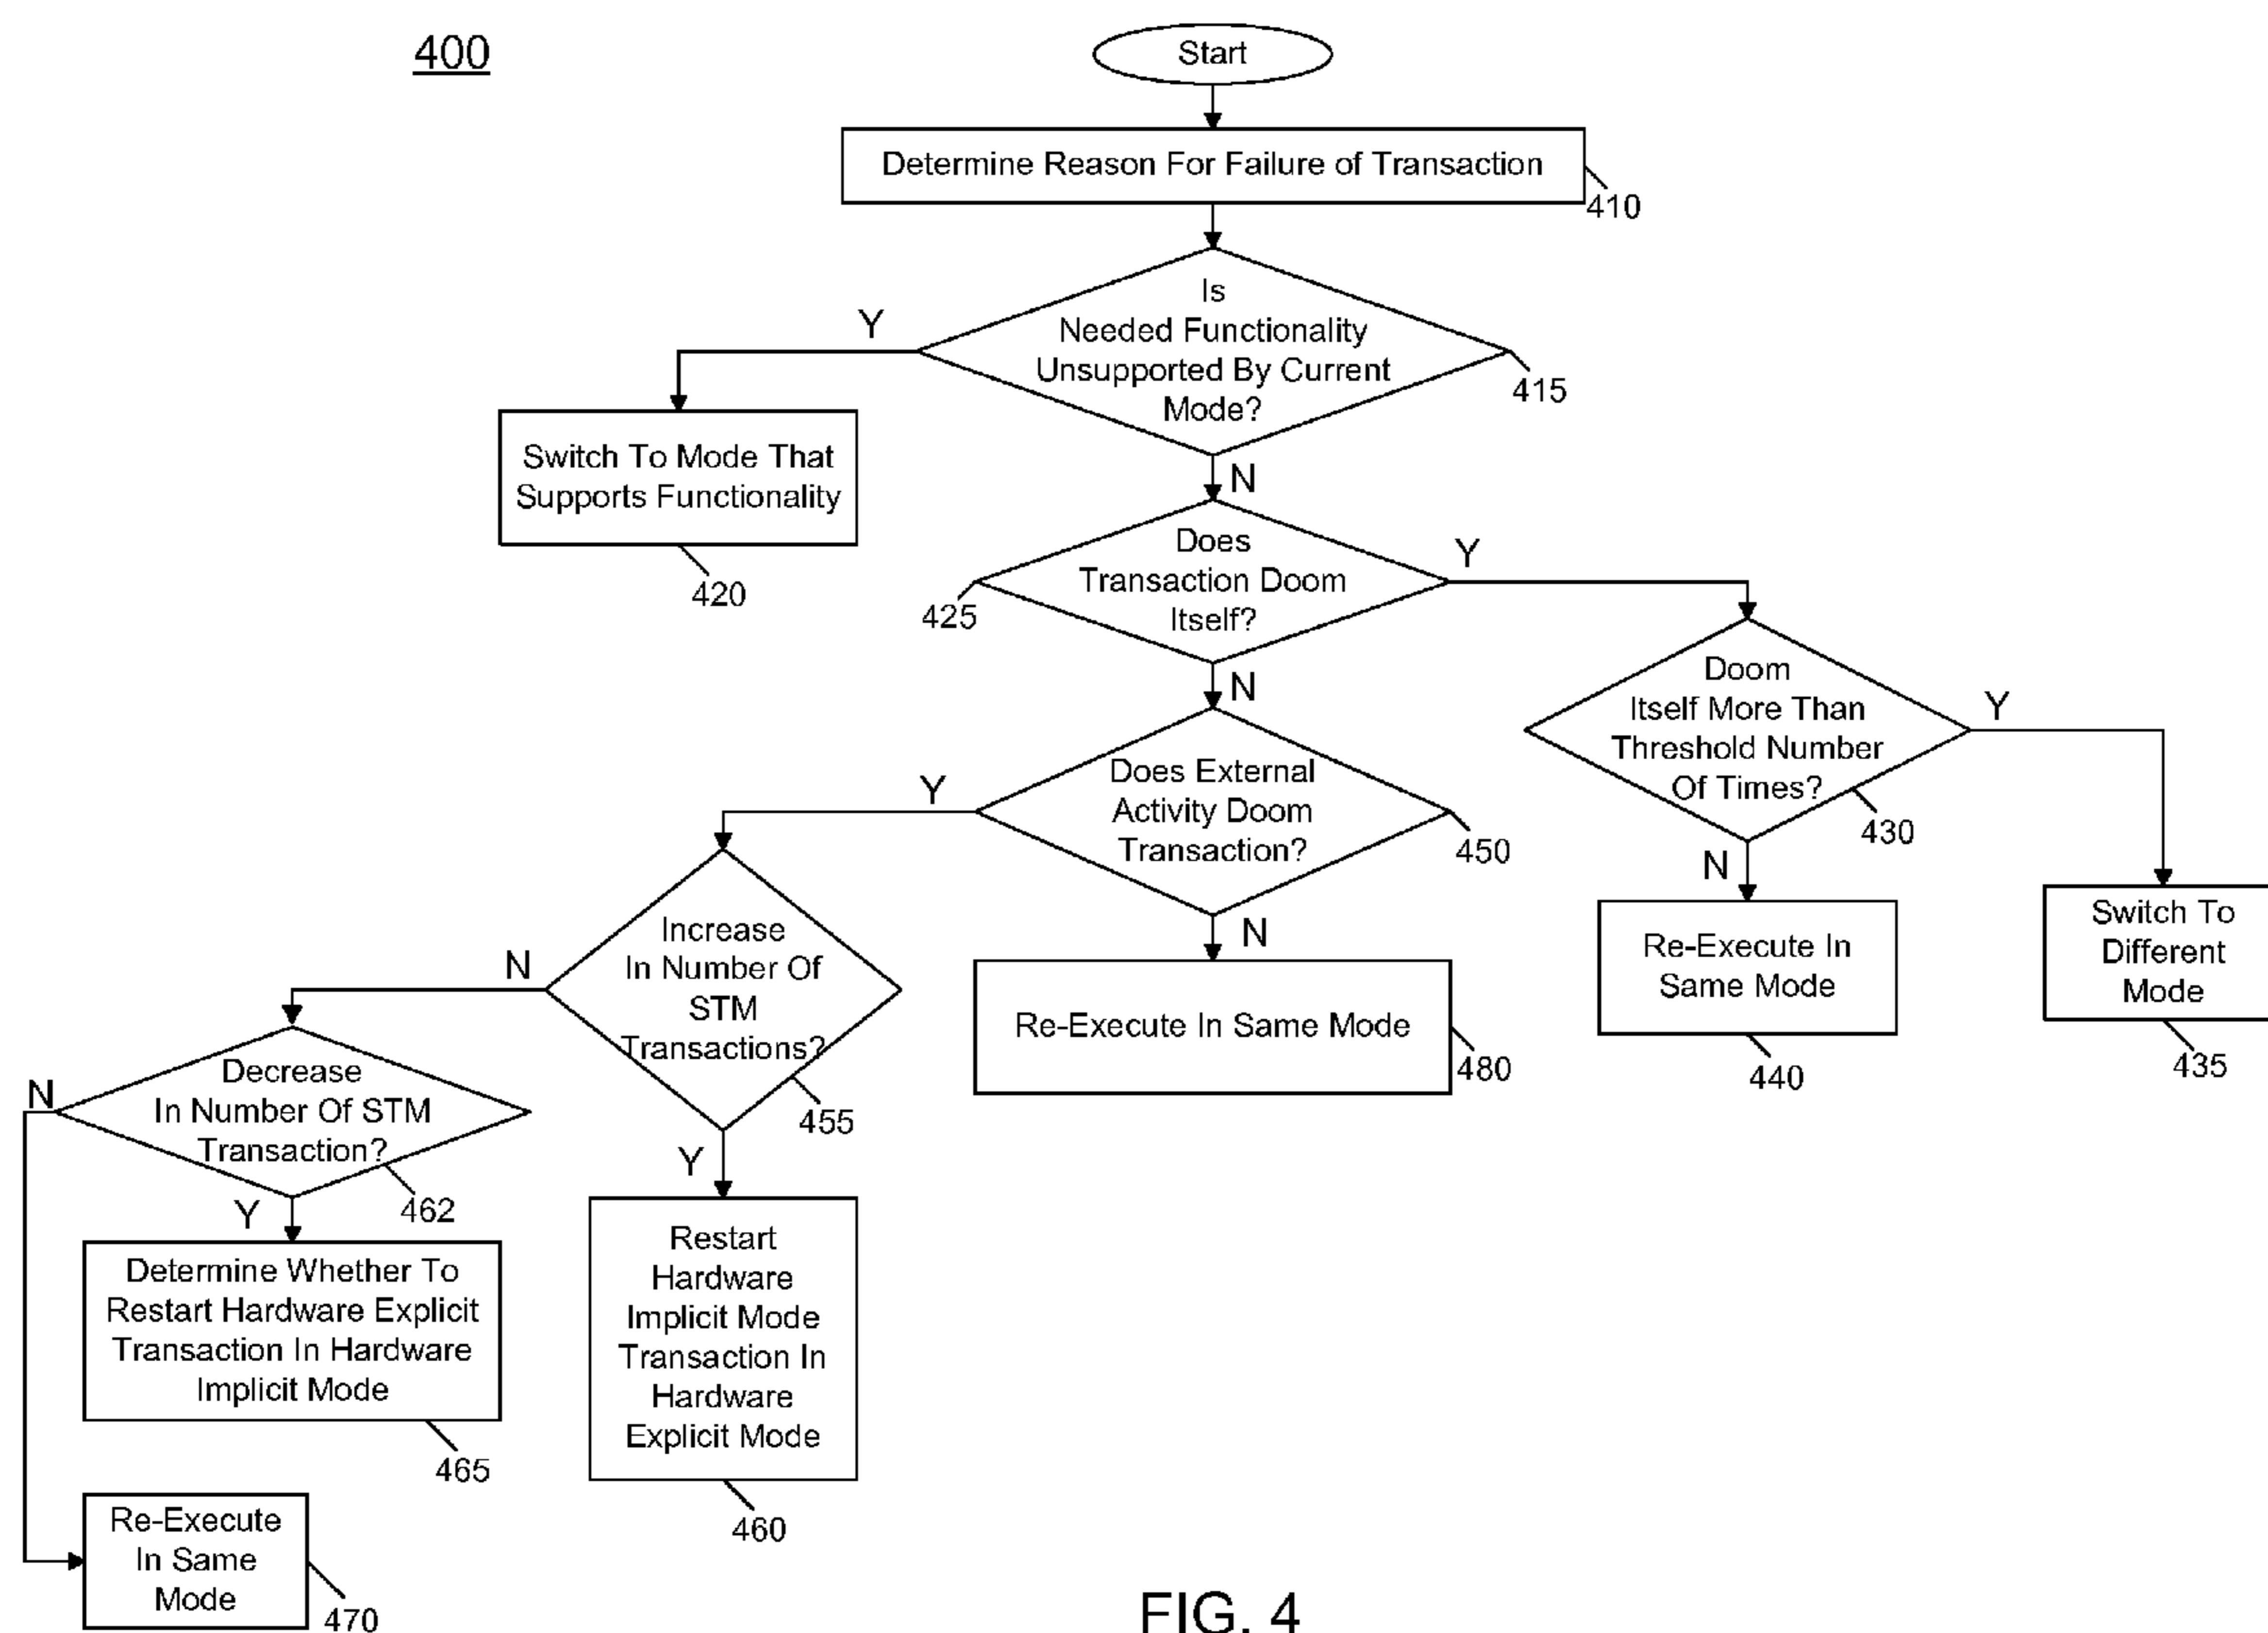 400
Start
Determine Reason For Failure of Transaction
410
Is
Needed Functionality
Unsupported By Current
Mode?
415
Y
N
Switch To Mode That
Supports Functionality
420
Does
Transaction Doom
Itself?
425
Y
N
Doom
Itself More Than
Threshold Number
Of Times?
430
Y
N
Switch To
Different
Mode
435
Re-Execute In
Same Mode
440
Does External
Activity Doom
Transaction?
450
Y
N
Re-Execute In Same Mode
480
Increase
In Number Of
STM
Transactions?
455
N
Y
Restart
Hardware
Implicit Mode
Transaction In
Hardware
Explicit Mode
460
Decrease
In Number Of STM
Transaction?
462
N
Y
Determine Whether To
Restart Hardware Explicit
Transaction In Hardware
Implicit Mode
465
Re-Execute
In Same
Mode
470
FIG. 4